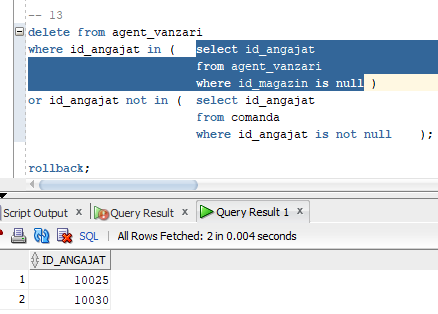 -- 13
delete from agent_vanzari
where id_angajat in ( select id_angajat
from agent_vanzari
where id_magazin is null )
or id_angajat not in ( select id_angajat
from comanda
where id_angajat is not null );
rollback;
Script Output x Query Result x Query Result 1 x
SQL | All Rows Fetched: 2 in 0.004 seconds
ID_ANGAJAT
1 10025
2 10030